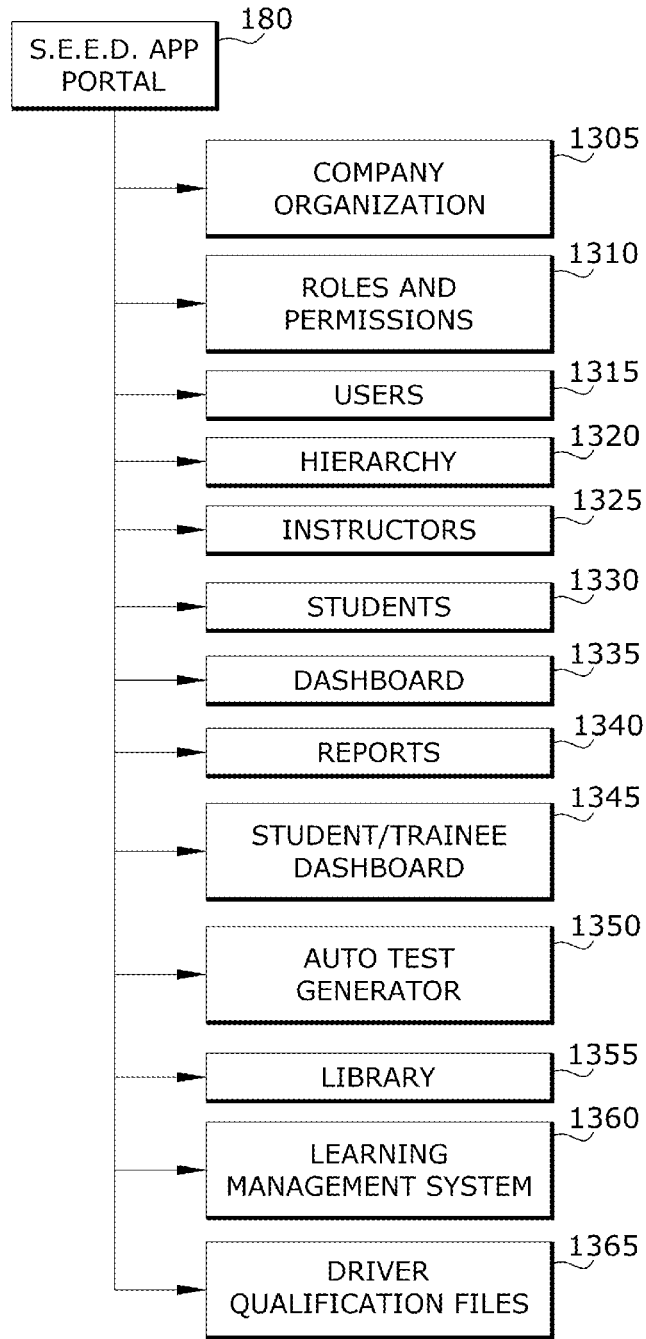 S.E.E.D. APP
PORTAL
180
1305
COMPANY
ORGANIZATION
1310
ROLES AND
PERMISSIONS
1315
USERS
1320
HIERARCHY
1325
INSTRUCTORS
1330
STUDENTS
1335
DASHBOARD
1340
REPORTS
1345
STUDENT/TRAINEE
DASHBOARD
1350
AUTO TEST
GENERATOR
1355
LIBRARY
1360
LEARNING
MANAGEMENT SYSTEM
1365
DRIVER
QUALIFICATION FILES